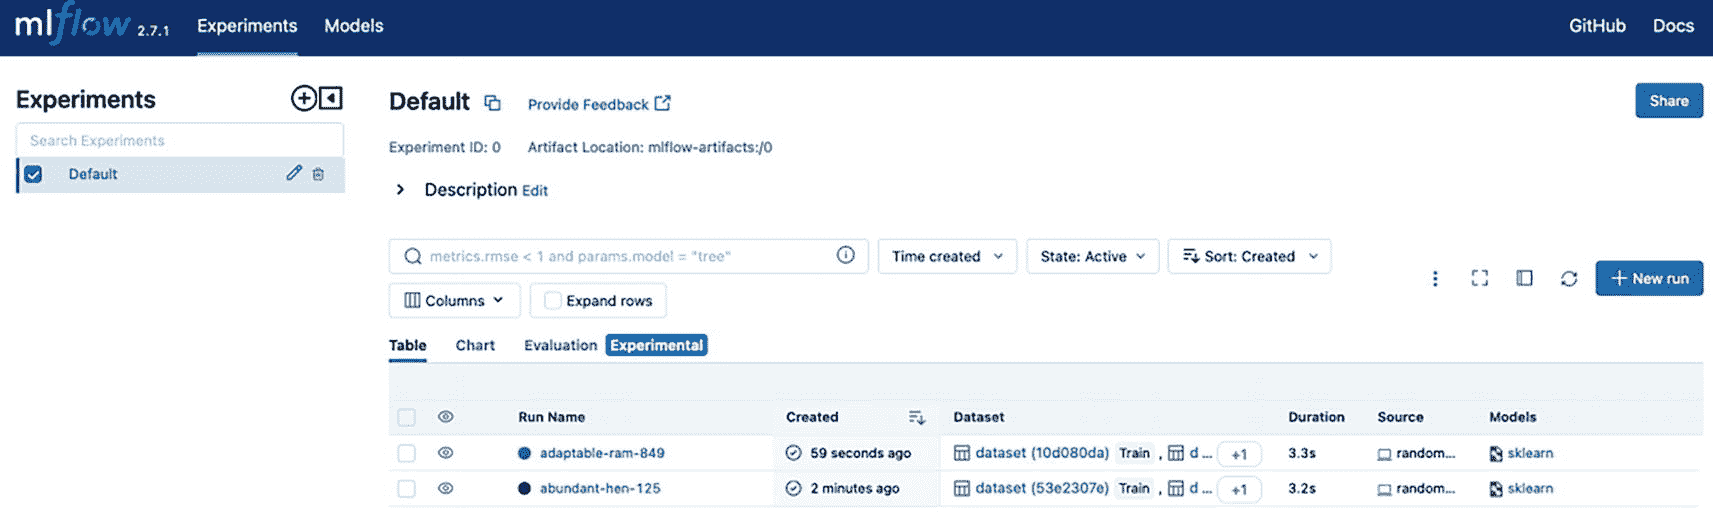 mlflow 2.7.1 Experiments Models GitHub Docs
Experiments
Search Experiments
Default
Default Provide Feedback Share
Experiment ID: 0 Artifact Location: mlflow-artifacts:/0
Description Edit
metrics.rmse < 1 and params.model = "tree" Time created State: Active Sort: Created
+ New run
Columns Expand rows
Table Chart Evaluation Experimental
Run Name Created Dataset Duration Source Models
adaptable-ram-849 59 seconds ago dataset (10d080da) Train , d ... +1 3.3s random... sklearn
abundant-hen-125 2 minutes ago dataset (53e2307e) Train , d ... +1 3.2s random... sklearn